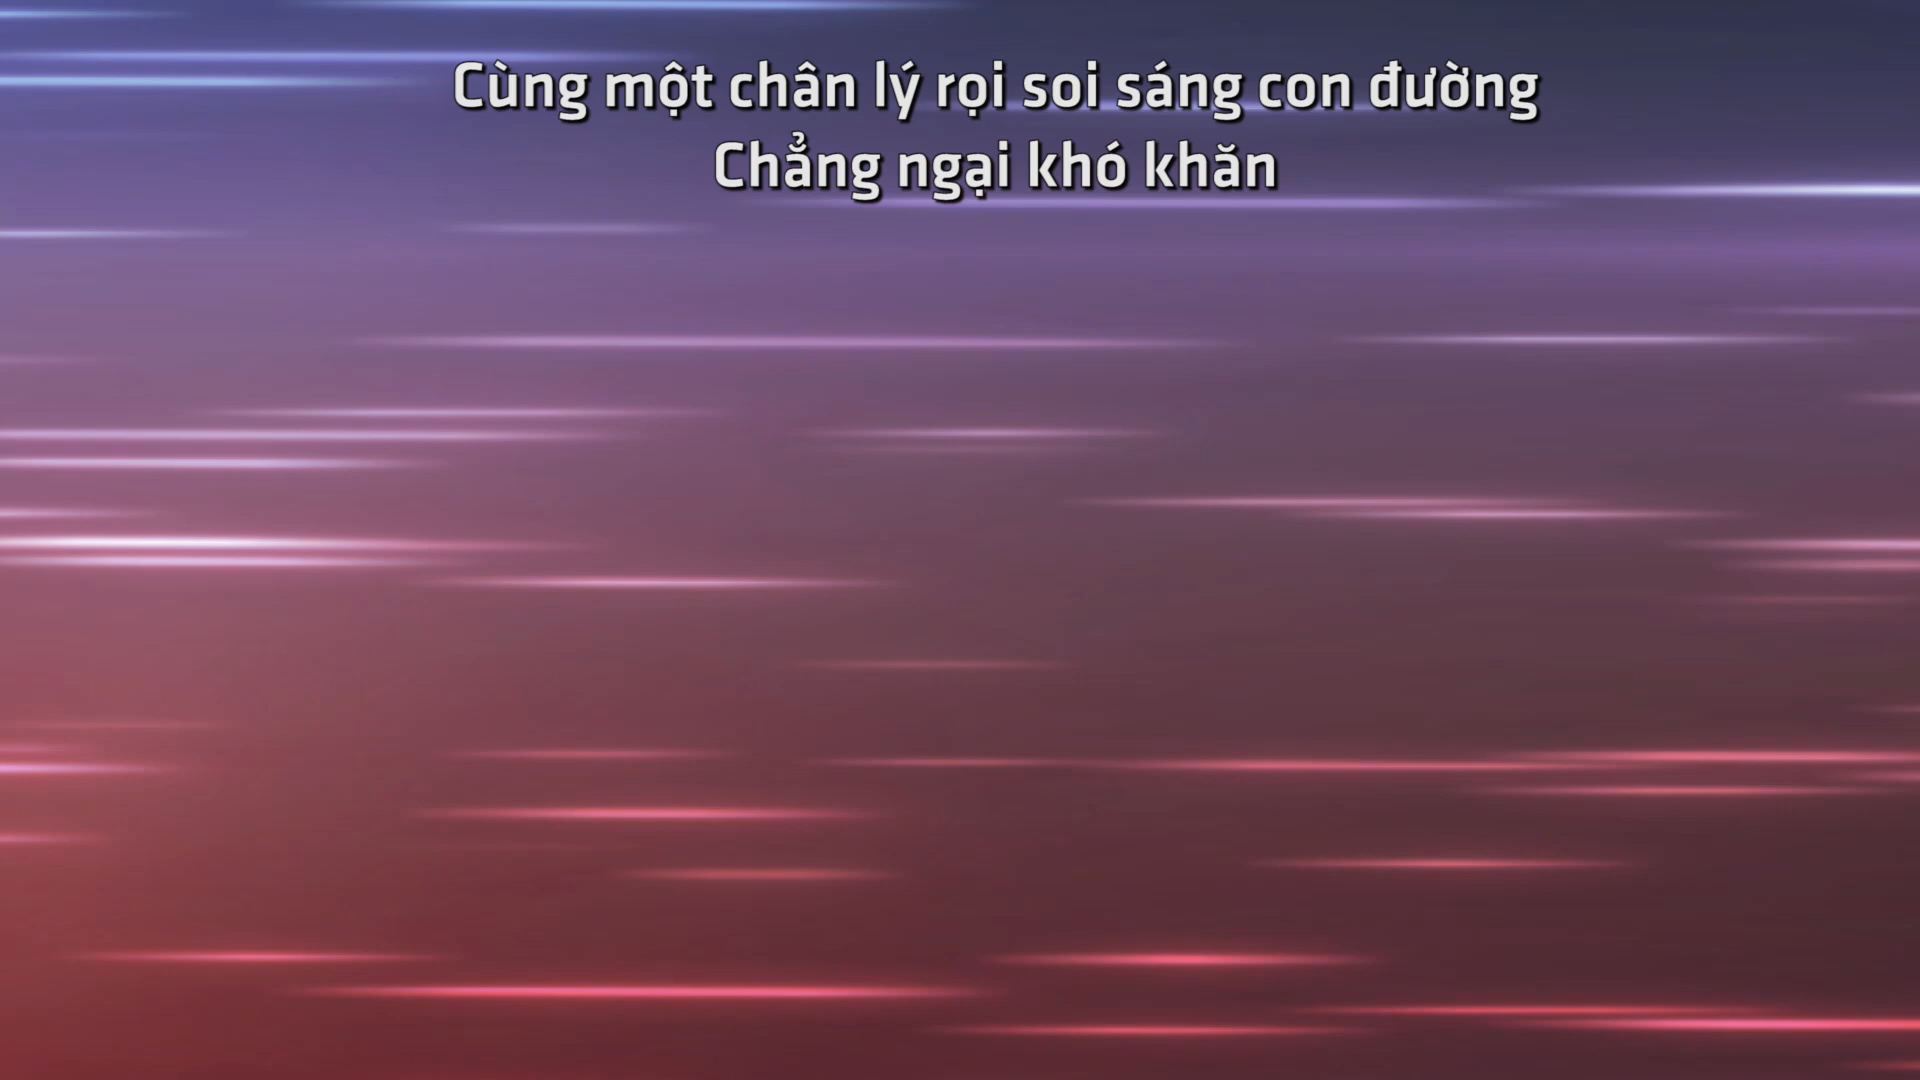 Cùng một chân lý rọi soi sáng con đường
Chẳng ngại khó khăn